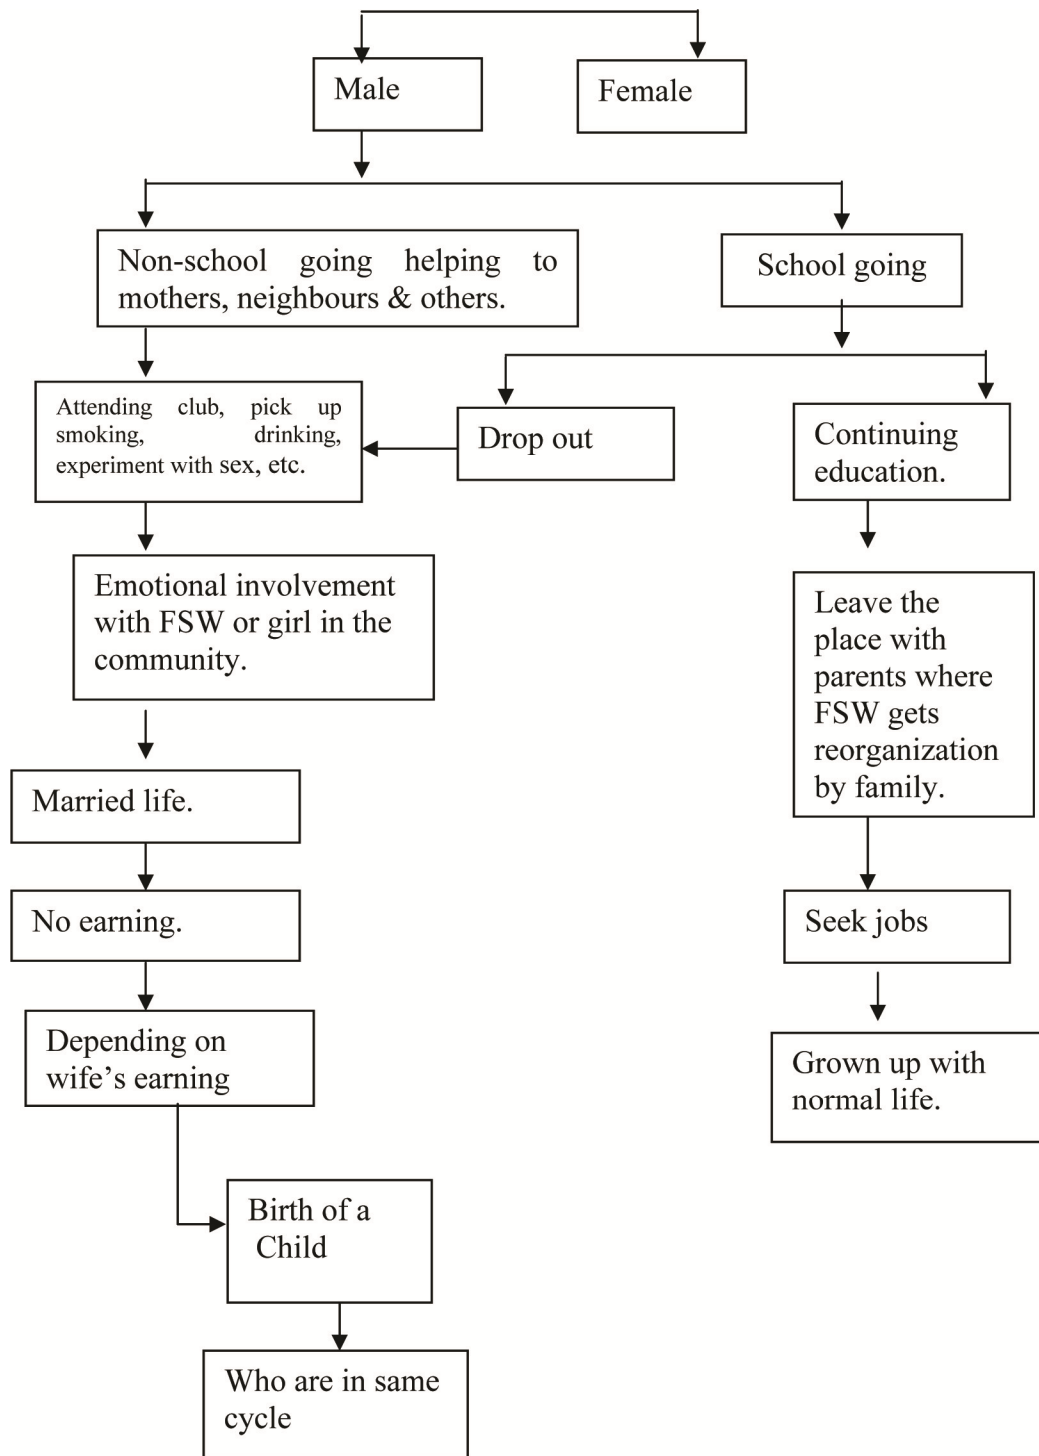 Male
Female
Non-school going helping to
mothers, neighbours & others.
School going
Attending club, pick up
smoking, drinking,
experiment with sex, etc.
Drop out
Continuing
education.
Emotional involvement
with FSW or girl in the
community.
Leave the
place with
parents where
FSW gets
reorganization
by family.
Married life.
No earning.
Seek jobs
Depending on
wife's earning
Grown up with
normal life.
Birth of a
Child
Who are in same
cycle